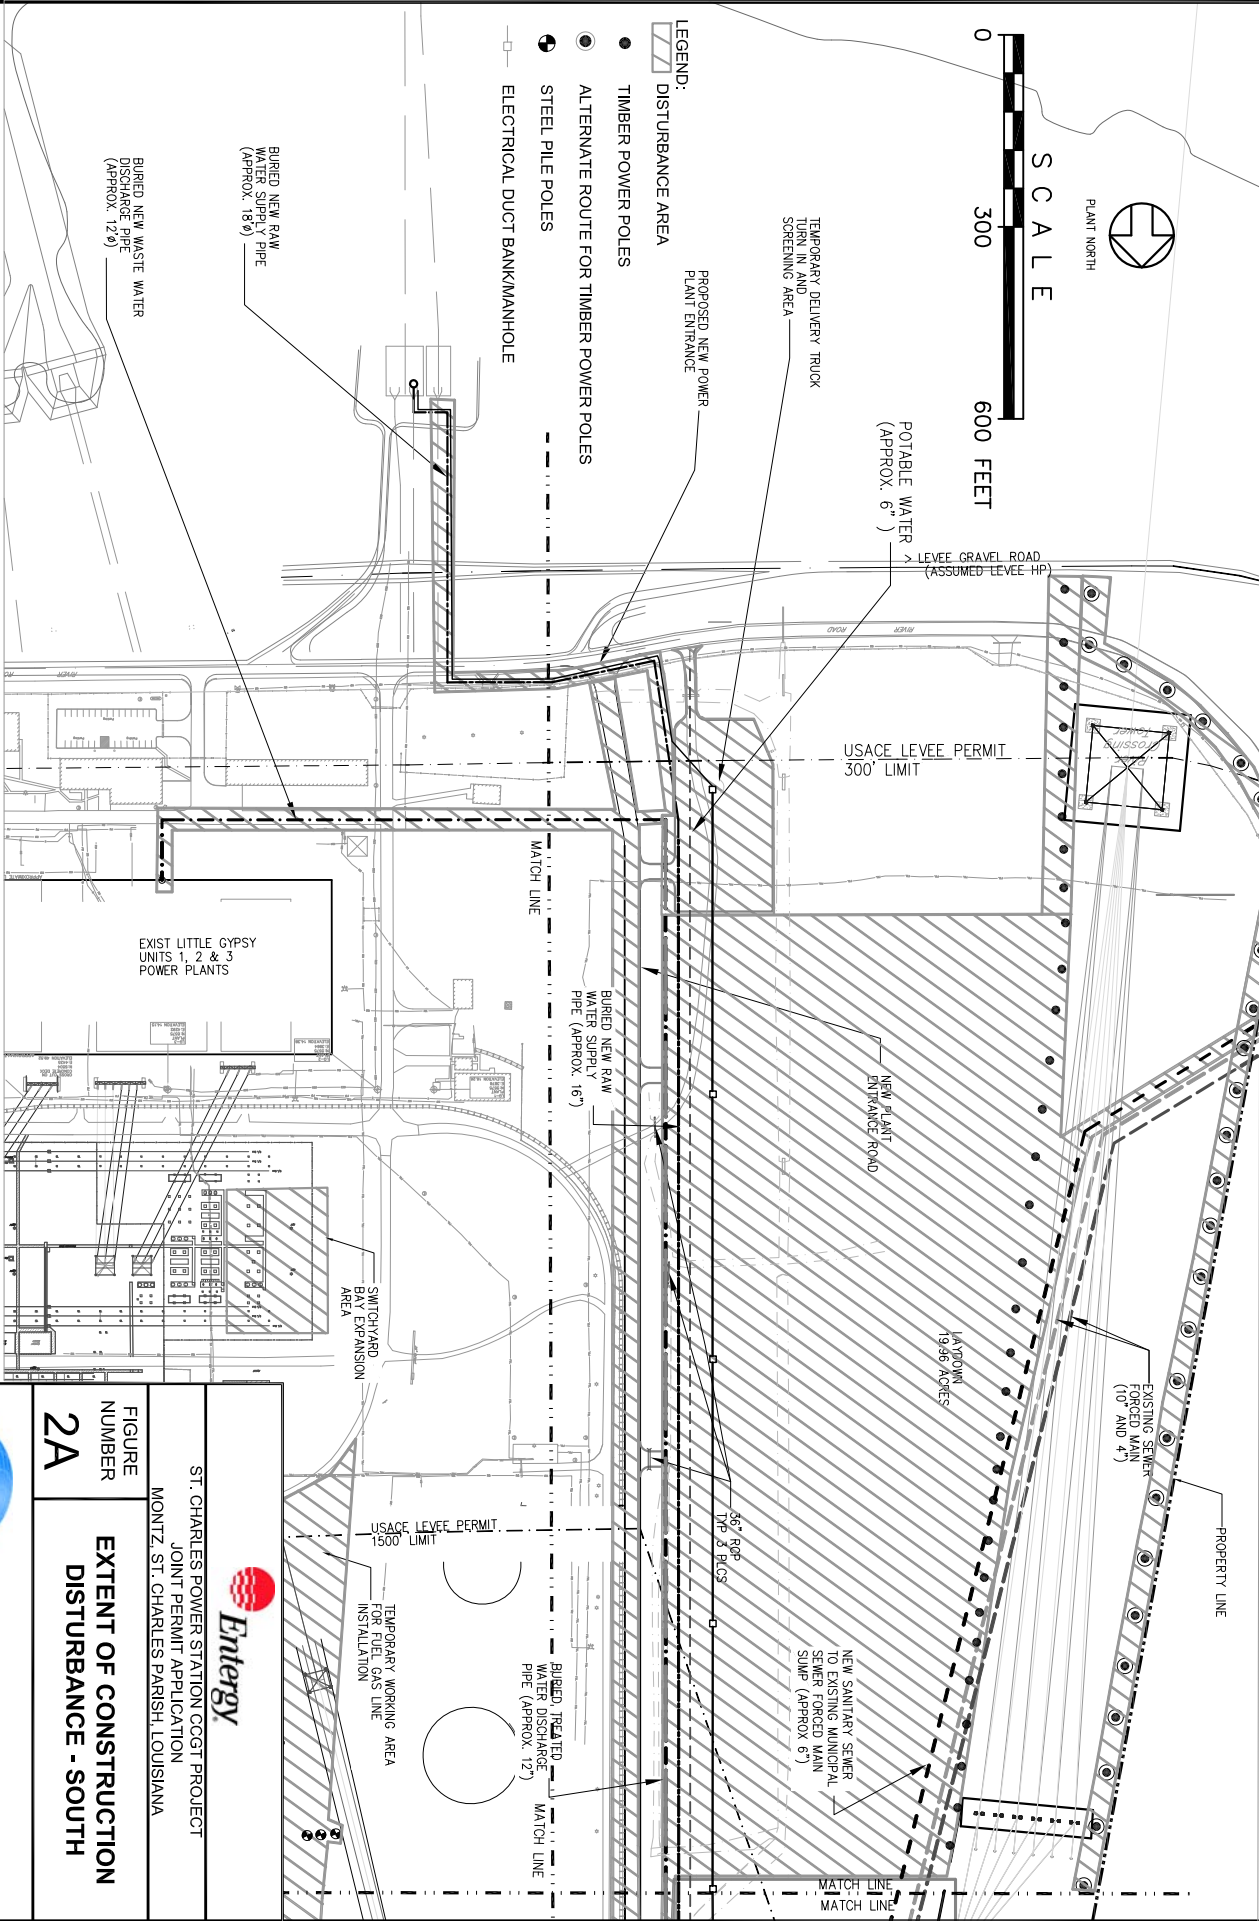 0
300
600 FEET
SCALE
PLANT NORTH
LEGEND:
DISTURBANCE AREA
TIMBER POWER POLES
ALTERNATE ROUTE FOR TIMBER POWER POLES
STEEL PILE POLES
ELECTRICAL DUCT BANK/MANHOLE
BURIED NEW RAW
WATER SUPPLY PIPE
(APPROX. 18"ø)
BURIED NEW WASTE WATER
DISCHARGE PIPE
(APPROX. 12"ø)
TEMPORARY DELIVERY TRUCK
TURN IN AND
SCREENING AREA
PROPOSED NEW POWER
PLANT ENTRANCE
POTABLE WATER
(APPROX. 6" )
> LEVEE GRAVEL ROAD
(ASSUMED LEVEE HP)
RIVER ROAD
RIVER
USACE LEVEE PERMIT
300' LIMIT
River
Crossing
Tower
MATCH LINE
EXIST LITTLE GYPSY
UNITS 1, 2 & 3
POWER PLANTS
BURIED NEW RAW
WATER SUPPLY
PIPE (APPROX. 16")
NEW PLANT
ENTRANCE ROAD
SWITCHYARD
BAY EXPANSION
AREA
LAYDOWN
19.96 ACRES
EXISTING SEWER
FORCED MAIN
(10" AND 4")
PROPERTY LINE
36" RCP
TYP 3 PLCS
USACE LEVEE PERMIT
1500' LIMIT
TEMPORARY WORKING AREA
FOR FUEL GAS LINE
INSTALLATION
BURIED TREATED
WATER DISCHARGE
PIPE (APPROX. 12")
MATCH LINE
NEW SANITARY SEWER
TO EXISTING MUNICIPAL
SEWER FORCED MAIN
SUMP (APPROX 6")
MATCH LINE
MATCH LINE
Entergy
ST. CHARLES POWER STATION CCGT PROJECT
JOINT PERMIT APPLICATION
MONTZ, ST. CHARLES PARISH, LOUISIANA
FIGURE
NUMBER
2A
EXTENT OF CONSTRUCTION
DISTURBANCE - SOUTH